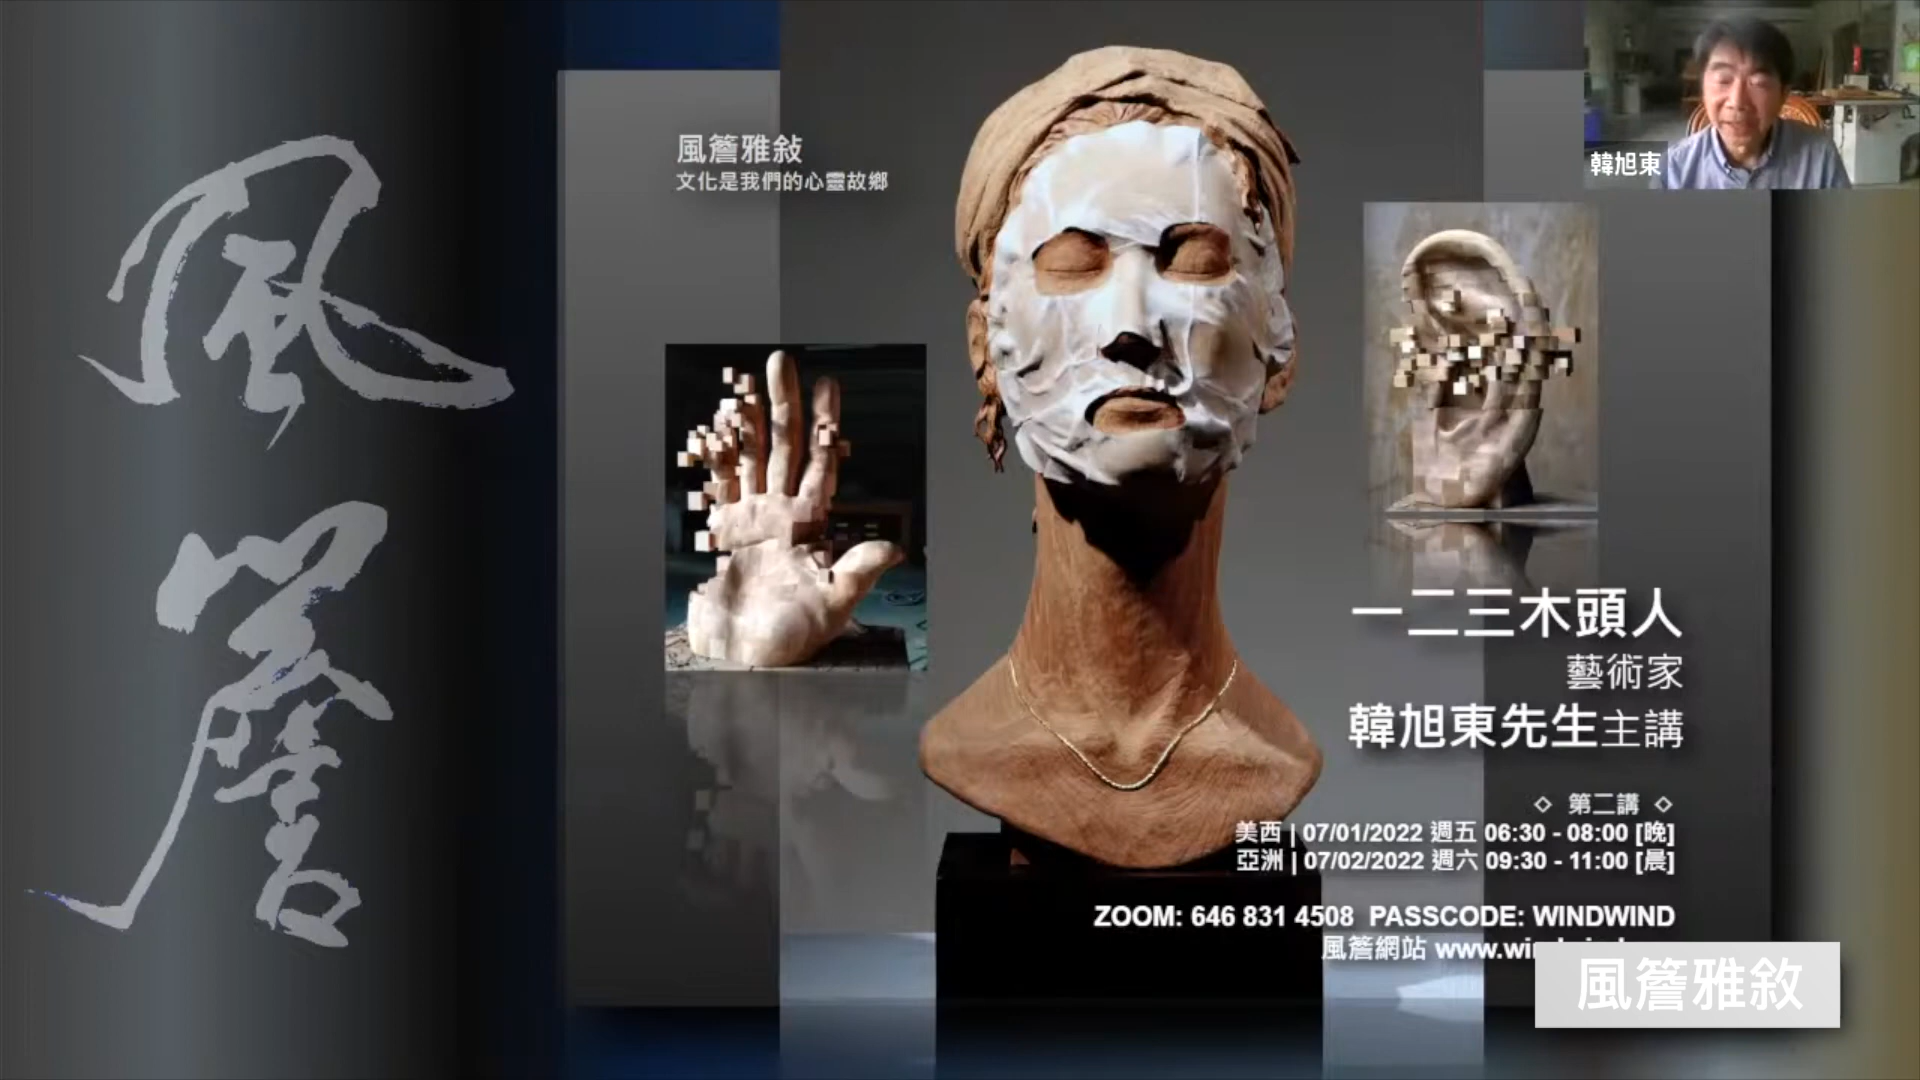 風簷
風簷雅敍
文化是我們的心靈故鄉
韓旭東
一二三木頭人
藝術家
韓旭東先生主講
◇ 第二講 ◇
美西 | 07/01/2022 週五 06:30 - 08:00 [晚]
亞洲 | 07/02/2022 週六 09:30 - 11:00 [晨]
ZOOM: 646 831 4508 PASSCODE: WINDWIND
風簷網站
風簷雅敘